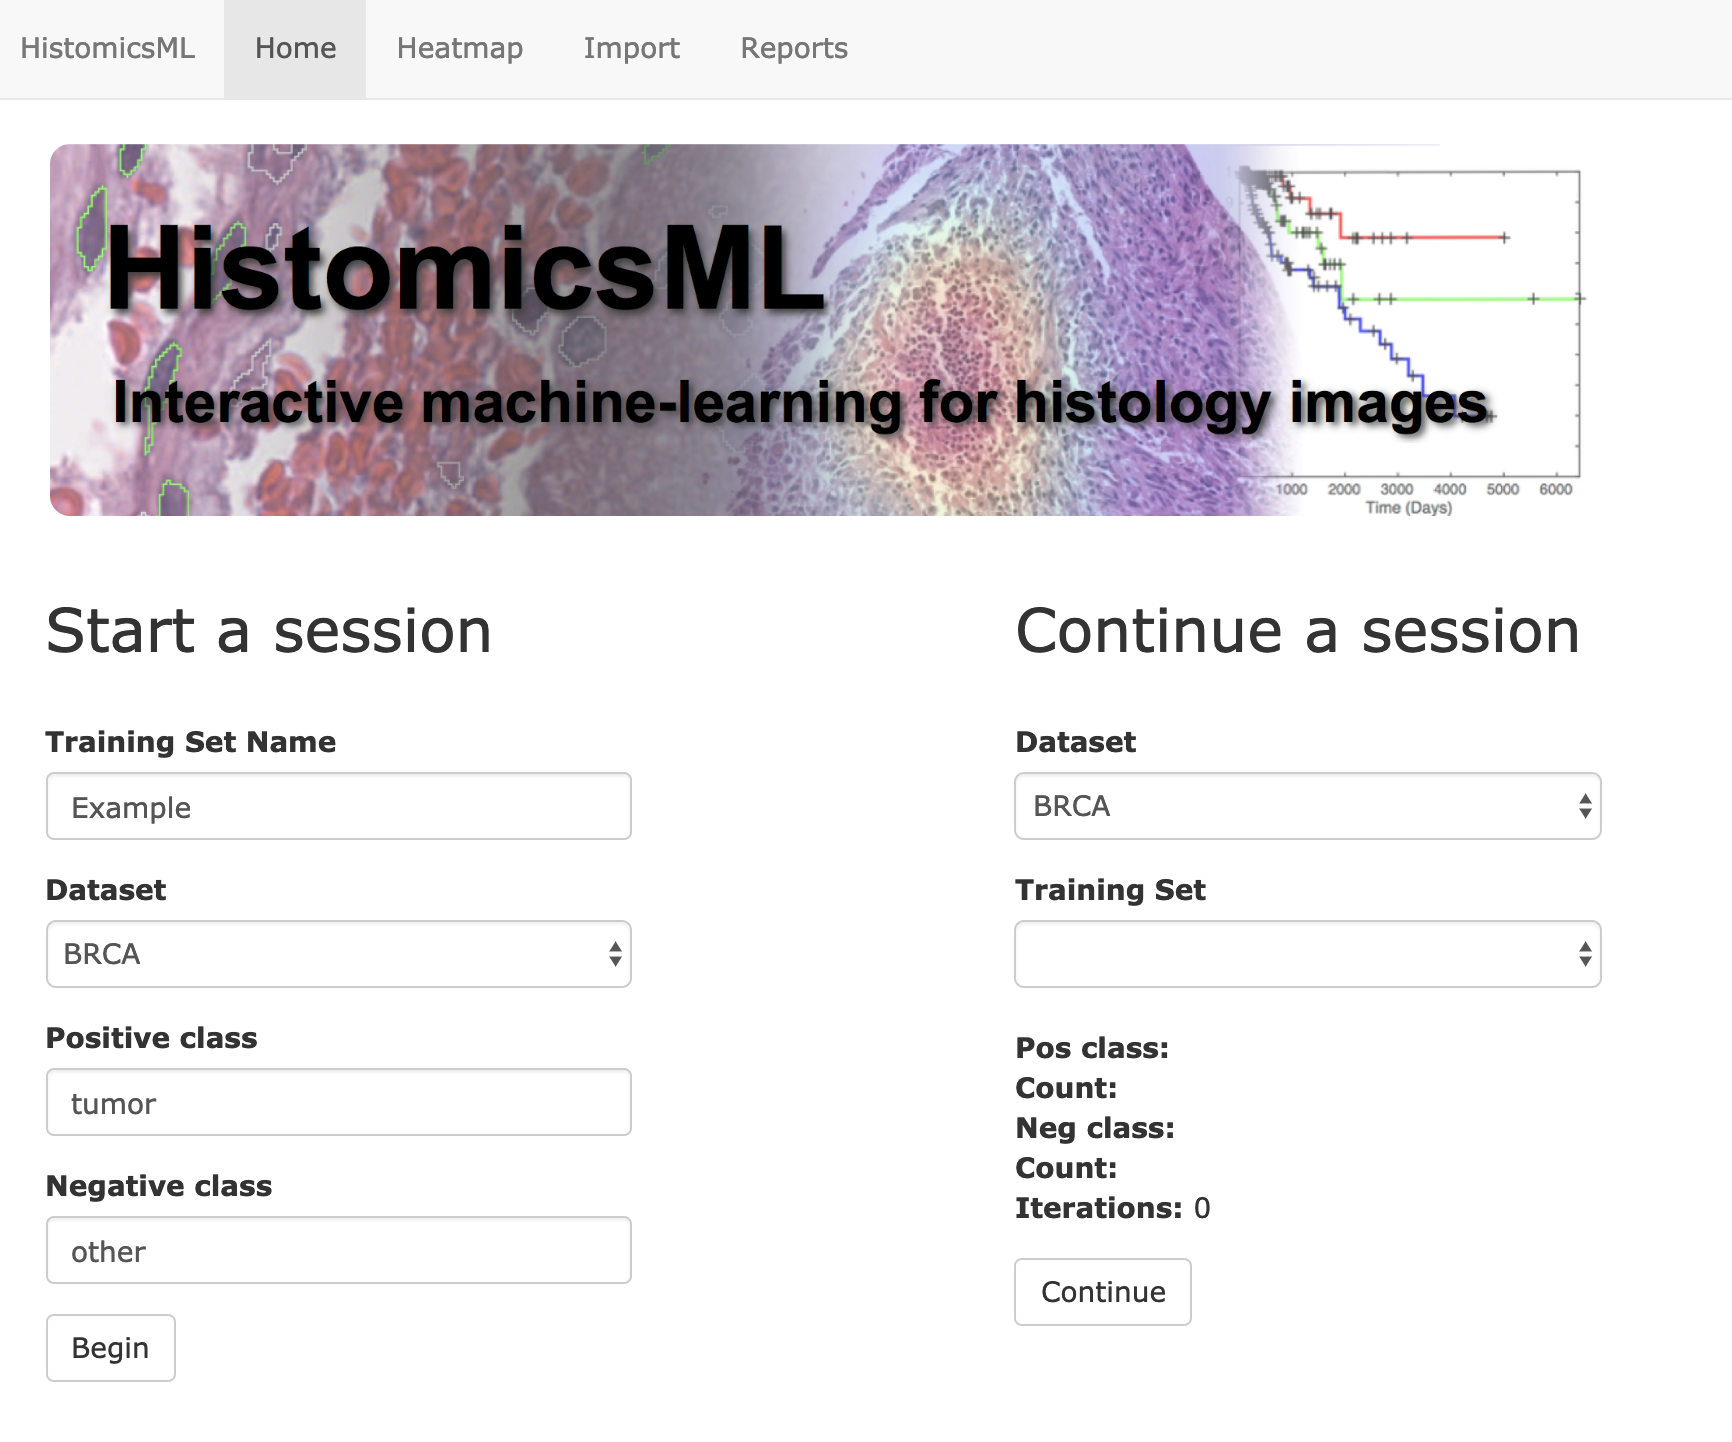 HistomicsML Home Heatmap Import Reports
HistomicsML
Interactive machine-learning for histology images
1000 2000 3000 4000 5000 6000
Time (Days)
Start a session
Training Set Name
Example
Dataset
BRCA
Positive class
tumor
Negative class
other
Begin
Continue a session
Dataset
BRCA
Training Set
Pos class:
Count:
Neg class:
Count:
Iterations: 0
Continue